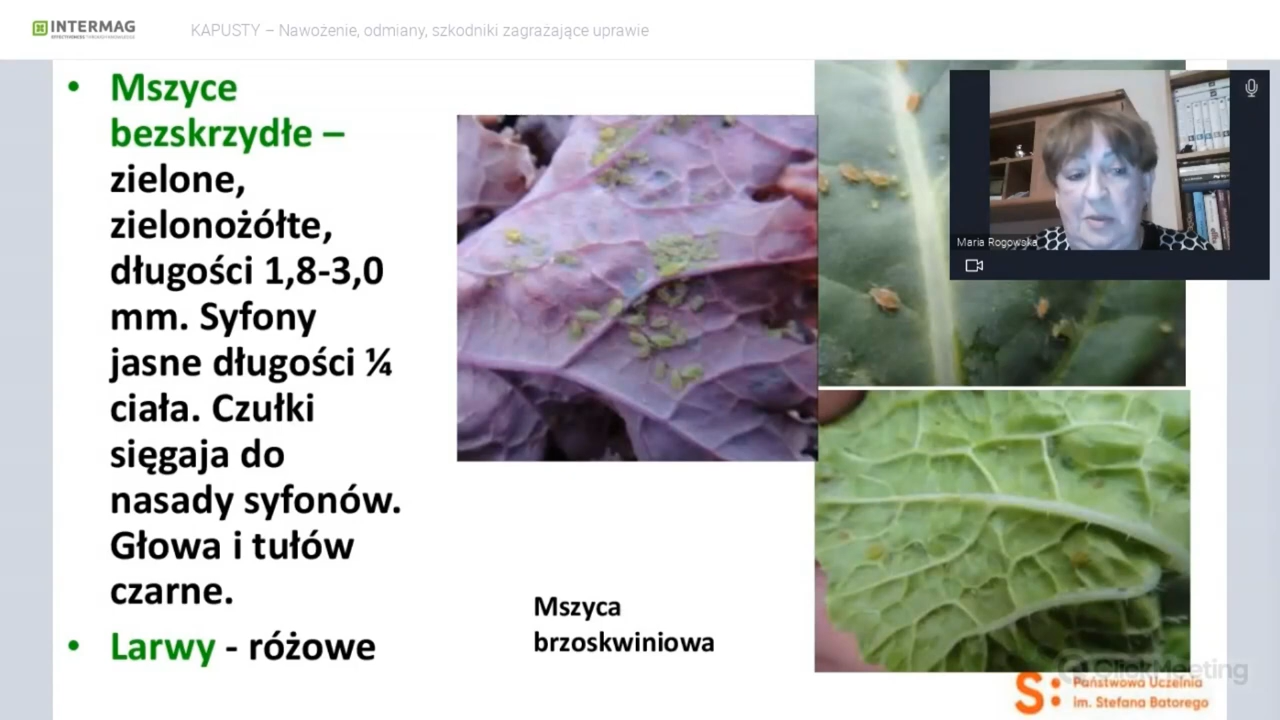 INTERMAG
KAPUSTY – Nawożenie, odmiany, szkodniki zagrażające uprawie
• Mszyce
bezskrzydłe –
zielone,
zielonożółte,
długości 1,8-3,0
mm. Syfony
jasne długości ¼
ciała. Czułki
sięgaja do
nasady syfonów.
Głowa i tułów
czarne.
• Larwy - różowe
Mszyca
brzoskwiniowa
Maria Rogowska
ClickMeeting
S:
Państwowa Uczelnia
im. Stefana Batorego